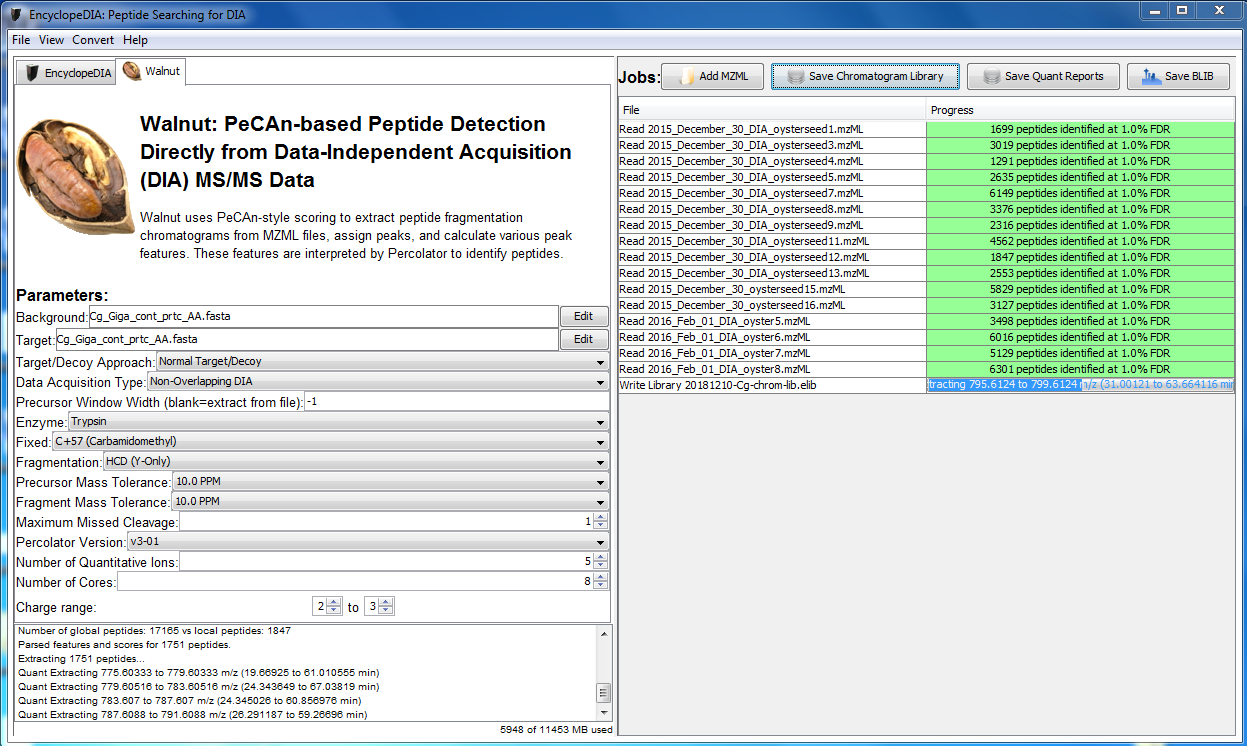 EncyclopeDIA: Peptide Searching for DIA
File View Convert Help
EncyclopeDIA Walnut
Walnut: PeCAn-based Peptide Detection
Directly from Data-Independent Acquisition
(DIA) MS/MS Data
Walnut uses PeCAn-style scoring to extract peptide fragmentation
chromatograms from MZML files, assign peaks, and calculate various peak
features. These features are interpreted by Percolator to identify peptides.
Parameters:
Background: Cg_Giga_cont_prtc_AA.fasta Edit
Target: Cg_Giga_cont_prtc_AA.fasta Edit
Target/Decoy Approach: Normal Target/Decoy
Data Acquisition Type: Non-Overlapping DIA
Precursor Window Width (blank=extract from file): -1
Enzyme: Trypsin
Fixed: C+57 (Carbamidomethyl)
Fragmentation: HCD (Y-Only)
Precursor Mass Tolerance: 10.0 PPM
Fragment Mass Tolerance: 10.0 PPM
Maximum Missed Cleavage: 1
Percolator Version: v3-01
Number of Quantitative Ions: 5
Number of Cores: 8
Charge range: 2 to 3
Number of global peptides: 17165 vs local peptides: 1847
Parsed features and scores for 1751 peptides.
Extracting 1751 peptides...
Quant Extracting 775.60333 to 779.60333 m/z (19.66925 to 61.010555 min)
Quant Extracting 779.60516 to 783.60516 m/z (24.343649 to 67.03819 min)
Quant Extracting 783.607 to 787.607 m/z (24.345026 to 60.856976 min)
Quant Extracting 787.6088 to 791.6088 m/z (26.291187 to 59.26696 min)
5948 of 11453 MB used
Jobs: Add MZML Save Chromatogram Library Save Quant Reports Save BLIB
File Progress
Read 2015_December_30_DIA_oysterseed1.mzML 1699 peptides identified at 1.0% FDR
Read 2015_December_30_DIA_oysterseed3.mzML 3019 peptides identified at 1.0% FDR
Read 2015_December_30_DIA_oysterseed4.mzML 1291 peptides identified at 1.0% FDR
Read 2015_December_30_DIA_oysterseed5.mzML 2635 peptides identified at 1.0% FDR
Read 2015_December_30_DIA_oysterseed7.mzML 6149 peptides identified at 1.0% FDR
Read 2015_December_30_DIA_oysterseed8.mzML 3376 peptides identified at 1.0% FDR
Read 2015_December_30_DIA_oysterseed9.mzML 2316 peptides identified at 1.0% FDR
Read 2015_December_30_DIA_oysterseed11.mzML 4562 peptides identified at 1.0% FDR
Read 2015_December_30_DIA_oysterseed12.mzML 1847 peptides identified at 1.0% FDR
Read 2015_December_30_DIA_oysterseed13.mzML 2553 peptides identified at 1.0% FDR
Read 2015_December_30_oysterseed15.mzML 5829 peptides identified at 1.0% FDR
Read 2015_December_30_oysterseed16.mzML 3127 peptides identified at 1.0% FDR
Read 2016_Feb_01_DIA_oyster5.mzML 3498 peptides identified at 1.0% FDR
Read 2016_Feb_01_DIA_oyster6.mzML 6016 peptides identified at 1.0% FDR
Read 2016_Feb_01_DIA_oyster7.mzML 5129 peptides identified at 1.0% FDR
Read 2016_Feb_01_DIA_oyster8.mzML 6301 peptides identified at 1.0% FDR
Write Library 20181210-Cg-chrom-lib.elib tracting 795.6124 to 799.6124 m/z (31.00121 to 63.664116 min